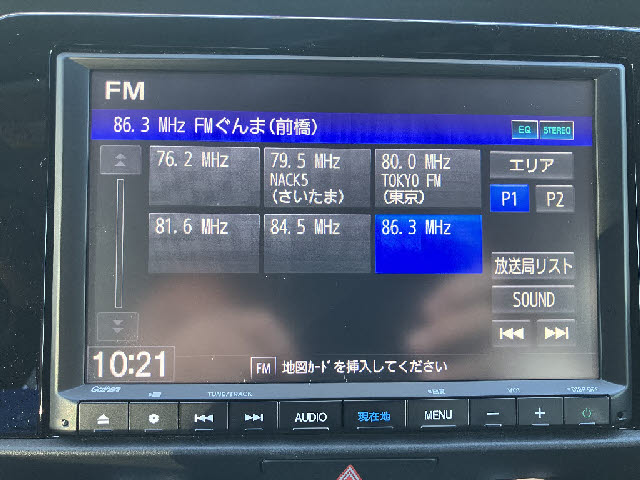 FM
86.3 MHz FMぐんま(前橋)
EQ STEREO
76.2 MHz
79.5 MHz
NACK5
(さいたま)
80.0 MHz
TOKYO FM
(東京)
エリア
P1 P2
81.6 MHz
84.5 MHz
86.3 MHz
放送局リスト
SOUND
10:21
FM 地図カードを挿入してください
Gorilla
TUNE/TRACK
AUDIO
現在地
MENU
− +